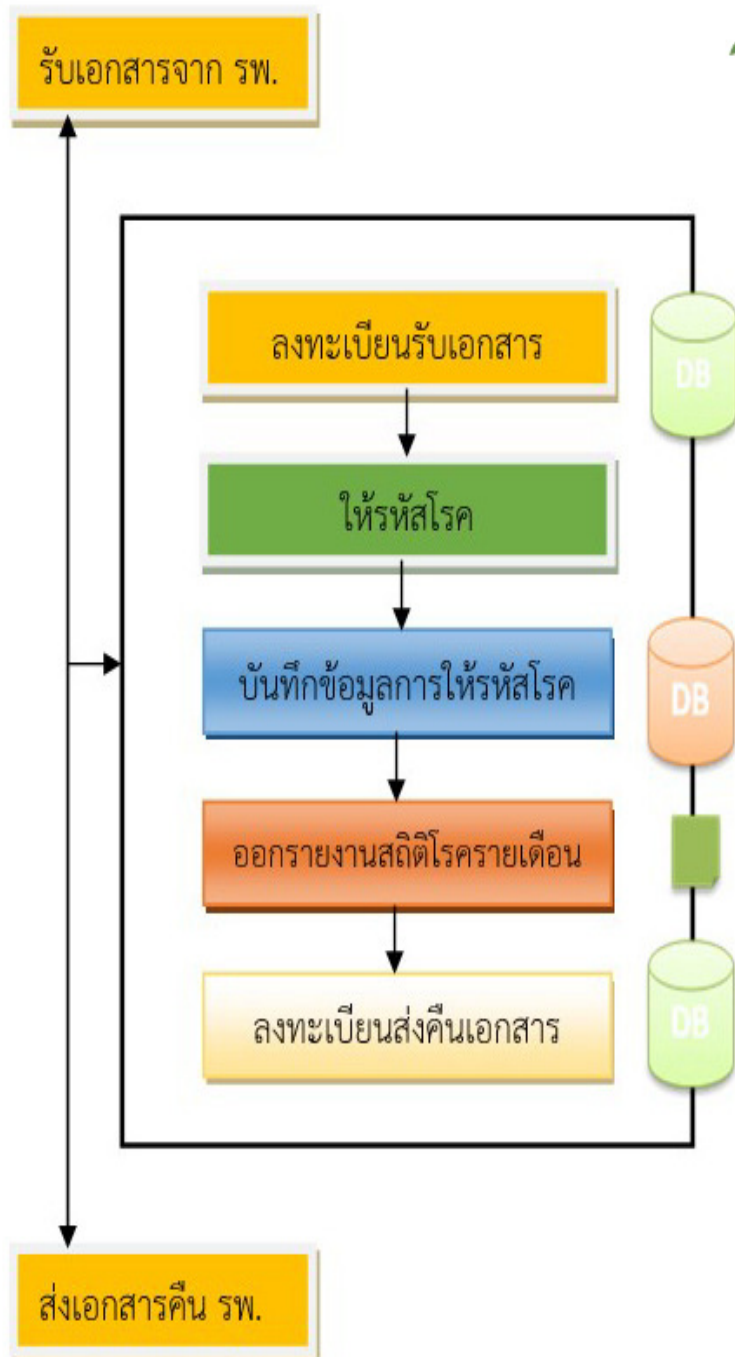 รับเอกสารจาก รพ.
ลงทะเบียนรับเอกสาร
DB
ให้รหัสโรค
บันทึกข้อมูลการให้รหัสโรค
DB
ออกรายงานสถิติโรครายเดือน
ลงทะเบียนส่งคืนเอกสาร
DB
ส่งเอกสารคืน รพ.